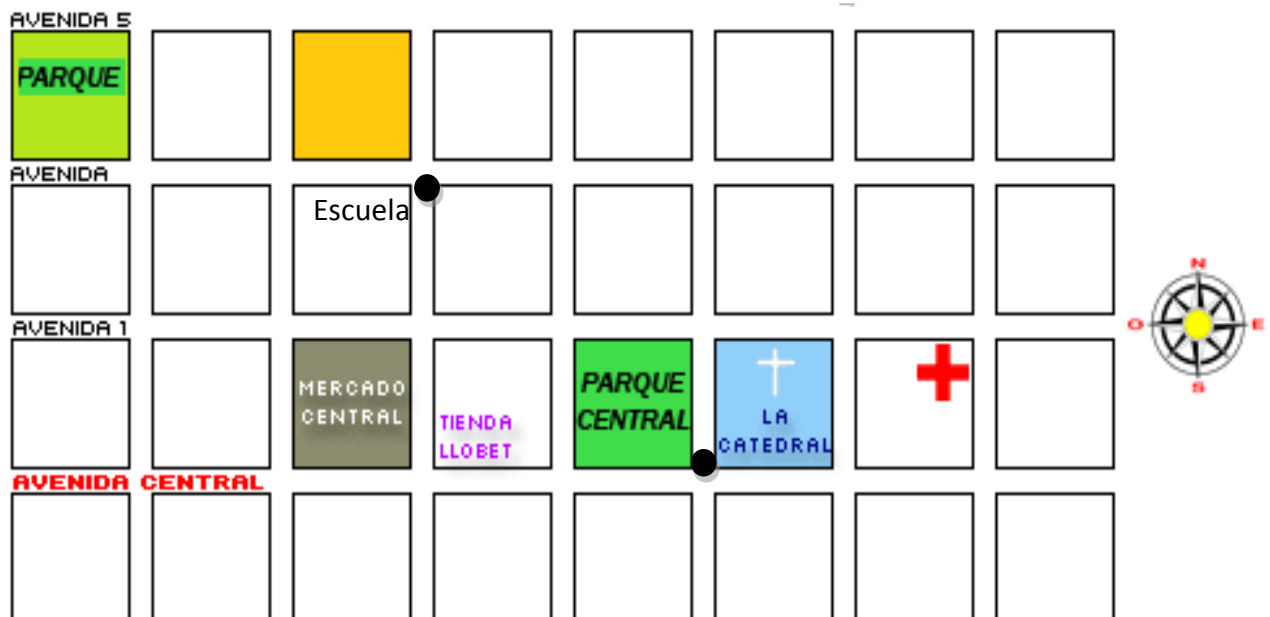 AVENIDA 5
PARQUE
AVENIDA
Escuela
N
O
E
S
AVENIDA 1
MERCADO
CENTRAL
TIENDA
LLOBET
PARQUE
CENTRAL
LA
CATEDRAL
AVENIDA CENTRAL